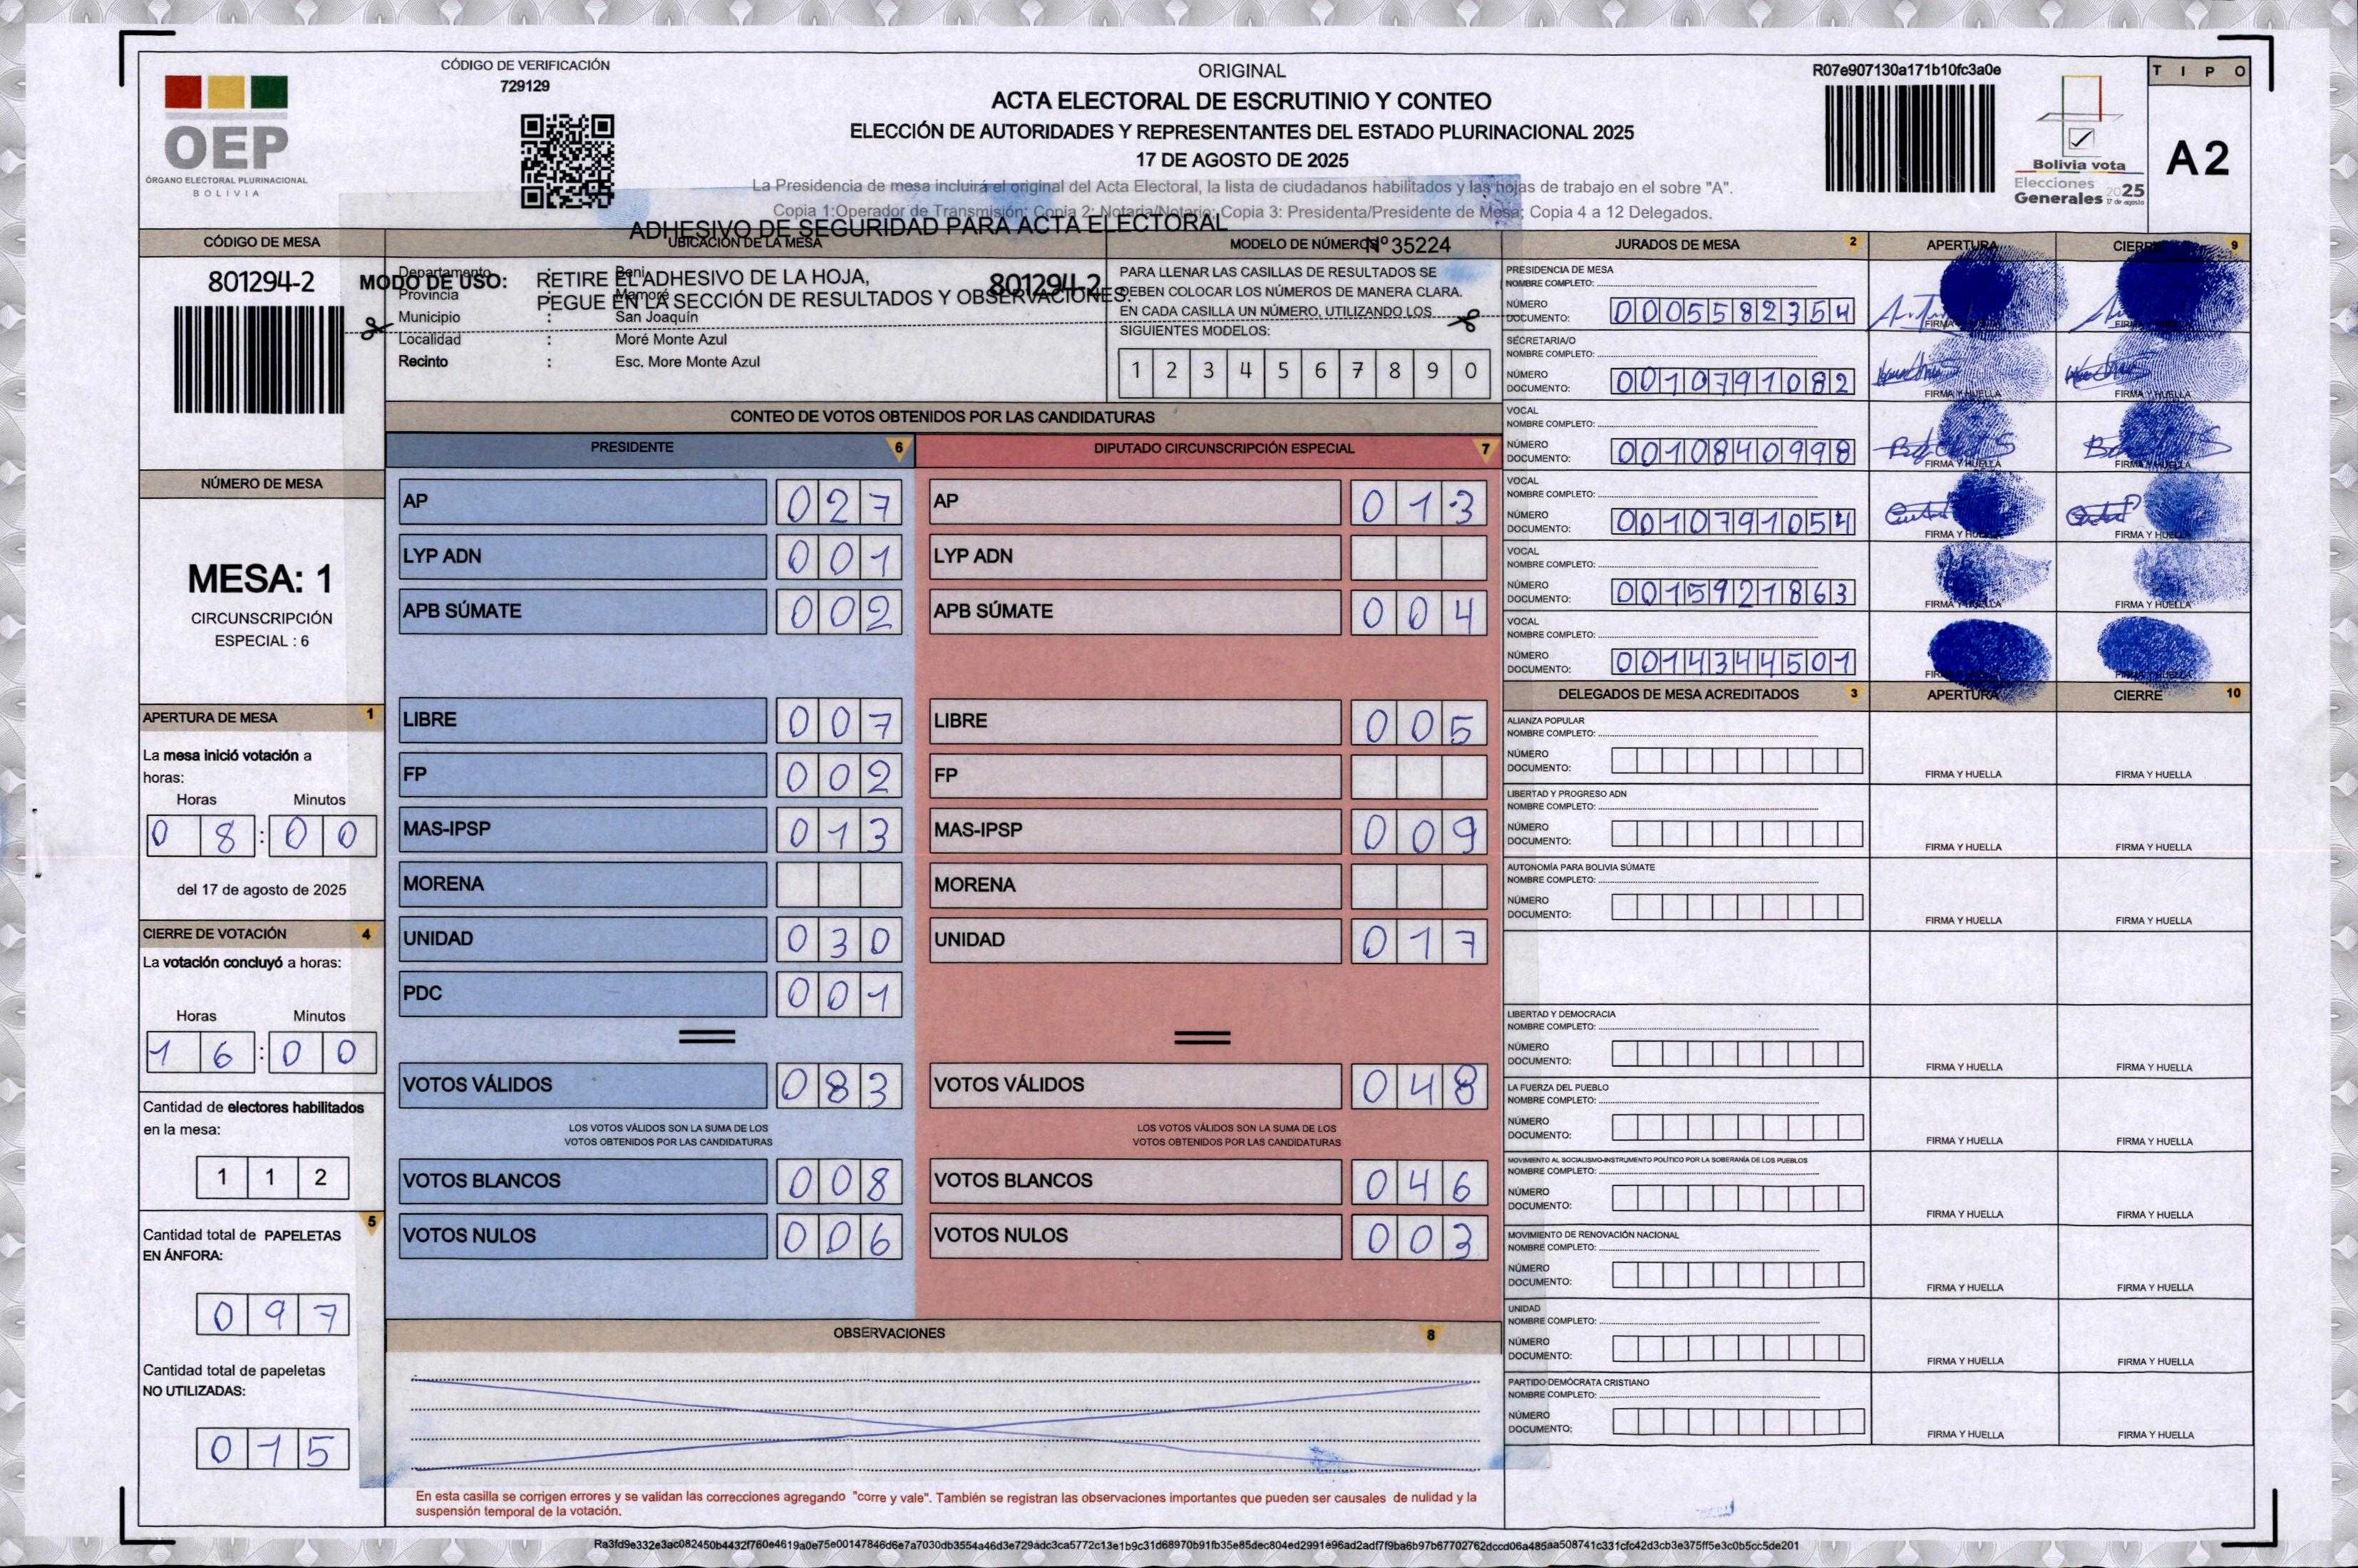 CÓDIGO DE VERIFICACIÓN
729129
OEP
ÓRGANO ELECTORAL PLURINACIONAL
BOLIVIA
ORIGINAL
ACTA ELECTORAL DE ESCRUTINIO Y CONTEO
ELECCIÓN DE AUTORIDADES Y REPRESENTANTES DEL ESTADO PLURINACIONAL 2025
17 DE AGOSTO DE 2025
La Presidencia de mesa incluirá el original del Acta Electoral, la lista de ciudadanos habilitados y las hojas de trabajo en el sobre "A".
Copia 1:Operador de Transmisión; Copia 2: Notaria/Notario; Copia 3: Presidenta/Presidente de Mesa; Copia 4 a 12 Delegados.
R07e907130a171b10fc3a0e
Bolivia vota
Elecciones
Generales 2025
17 de agosto
TIPO
A2
ADHESIVO DE SEGURIDAD PARA ACTA ELECTORAL
Nº 35224
MODO DE USO: RETIRE EL ADHESIVO DE LA HOJA,
PEGUE EN LA SECCIÓN DE RESULTADOS Y OBSERVACIONES.
801294-2
CÓDIGO DE MESA
801294-2
UBICACIÓN DE LA MESA
Departamento : Beni
Provincia : Mamoré
Municipio : San Joaquín
Localidad : Moré Monte Azul
Recinto : Esc. More Monte Azul
MODELO DE NÚMEROS
PARA LLENAR LAS CASILLAS DE RESULTADOS SE
DEBEN COLOCAR LOS NÚMEROS DE MANERA CLARA.
EN CADA CASILLA UN NÚMERO, UTILIZANDO LOS
SIGUIENTES MODELOS:
1 2 3 4 5 6 7 8 9 0
NÚMERO DE MESA
MESA: 1
CIRCUNSCRIPCIÓN
ESPECIAL : 6
APERTURA DE MESA 1
La mesa inició votación a
horas:
Horas Minutos
08:00
del 17 de agosto de 2025
CIERRE DE VOTACIÓN 4
La votación concluyó a horas:
Horas Minutos
16:00
Cantidad de electores habilitados
en la mesa:
112
5
Cantidad total de PAPELETAS
EN ÁNFORA:
097
Cantidad total de papeletas
NO UTILIZADAS:
015
CONTEO DE VOTOS OBTENIDOS POR LAS CANDIDATURAS
PRESIDENTE 6
AP 027
LYP ADN 001
APB SÚMATE 002
LIBRE 007
FP 002
MAS-IPSP 013
MORENA
UNIDAD 030
PDC 001
VOTOS VÁLIDOS 083
LOS VOTOS VÁLIDOS SON LA SUMA DE LOS
VOTOS OBTENIDOS POR LAS CANDIDATURAS
VOTOS BLANCOS 008
VOTOS NULOS 006
DIPUTADO CIRCUNSCRIPCIÓN ESPECIAL 7
AP 013
LYP ADN
APB SÚMATE 004
LIBRE 005
FP
MAS-IPSP 009
MORENA
UNIDAD 017
VOTOS VÁLIDOS 048
LOS VOTOS VÁLIDOS SON LA SUMA DE LOS
VOTOS OBTENIDOS POR LAS CANDIDATURAS
VOTOS BLANCOS 046
VOTOS NULOS 003
OBSERVACIONES 8
En esta casilla se corrigen errores y se validan las correcciones agregando "corre y vale". También se registran las observaciones importantes que pueden ser causales de nulidad y la
suspensión temporal de la votación.
JURADOS DE MESA 2 APERTURA CIERRE 9
PRESIDENCIA DE MESA
NOMBRE COMPLETO:
NÚMERO
DOCUMENTO: 0005582354
FIRMA FIRMA
SECRETARIA/O
NOMBRE COMPLETO:
NÚMERO
DOCUMENTO: 0010791082
FIRMA Y HUELLA FIRMA Y HUELLA
VOCAL
NOMBRE COMPLETO:
NÚMERO
DOCUMENTO: 0010840998
FIRMA Y HUELLA FIRMA Y HUELLA
VOCAL
NOMBRE COMPLETO:
NÚMERO
DOCUMENTO: 0010791054
FIRMA Y HUELLA FIRMA Y HUELLA
VOCAL
NOMBRE COMPLETO:
NÚMERO
DOCUMENTO: 0015921863
FIRMA Y HUELLA FIRMA Y HUELLA
VOCAL
NOMBRE COMPLETO:
NÚMERO
DOCUMENTO: 0014344501
DELEGADOS DE MESA ACREDITADOS 3 APERTURA CIERRE 10
ALIANZA POPULAR
NOMBRE COMPLETO:
NÚMERO
DOCUMENTO:
FIRMA Y HUELLA FIRMA Y HUELLA
LIBERTAD Y PROGRESO ADN
NOMBRE COMPLETO:
NÚMERO
DOCUMENTO:
FIRMA Y HUELLA FIRMA Y HUELLA
AUTONOMÍA PARA BOLIVIA SÚMATE
NOMBRE COMPLETO:
NÚMERO
DOCUMENTO:
FIRMA Y HUELLA FIRMA Y HUELLA
LIBERTAD Y DEMOCRACIA
NOMBRE COMPLETO:
NÚMERO
DOCUMENTO:
FIRMA Y HUELLA FIRMA Y HUELLA
LA FUERZA DEL PUEBLO
NOMBRE COMPLETO:
NÚMERO
DOCUMENTO:
FIRMA Y HUELLA FIRMA Y HUELLA
MOVIMIENTO AL SOCIALISMO-INSTRUMENTO POLÍTICO POR LA SOBERANÍA DE LOS PUEBLOS
NOMBRE COMPLETO:
NÚMERO
DOCUMENTO:
FIRMA Y HUELLA FIRMA Y HUELLA
MOVIMIENTO DE RENOVACIÓN NACIONAL
NOMBRE COMPLETO:
NÚMERO
DOCUMENTO:
FIRMA Y HUELLA FIRMA Y HUELLA
UNIDAD
NOMBRE COMPLETO:
NÚMERO
DOCUMENTO:
FIRMA Y HUELLA FIRMA Y HUELLA
PARTIDO DEMÓCRATA CRISTIANO
NOMBRE COMPLETO:
NÚMERO
DOCUMENTO:
FIRMA Y HUELLA FIRMA Y HUELLA